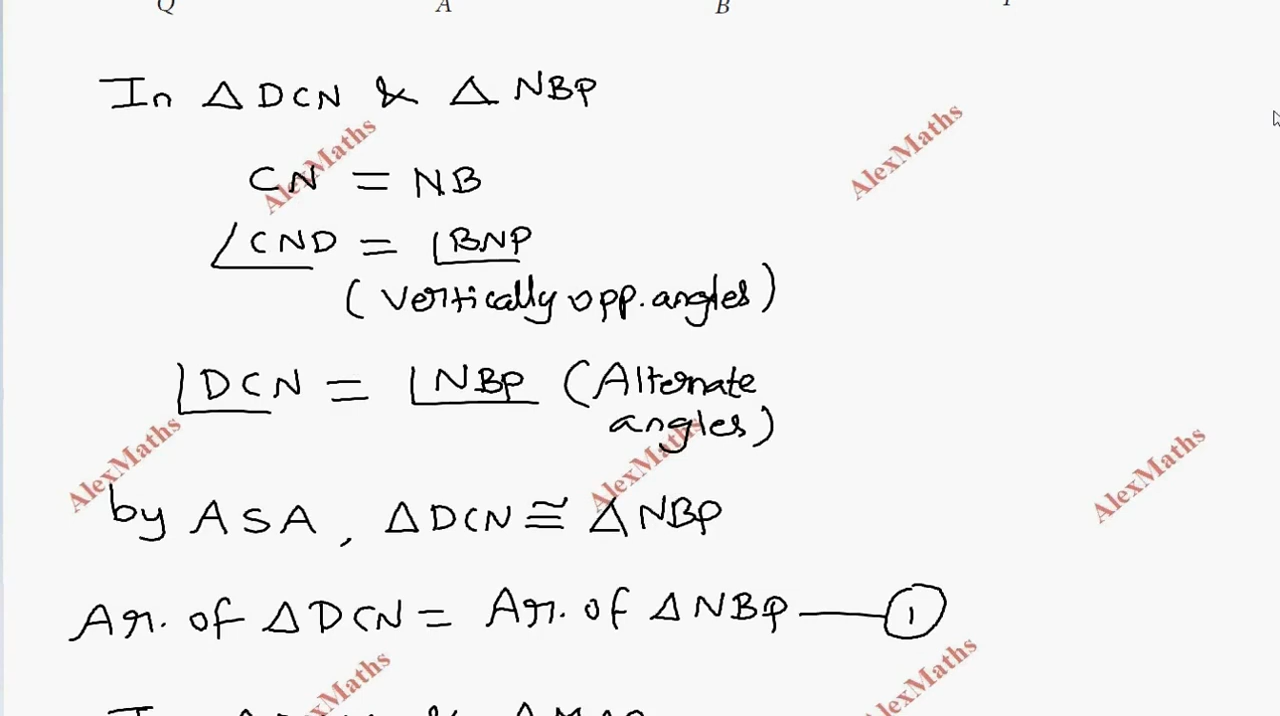 Q A B
In △ DCN & △ NBP
CN = NB
∠CND = ∠BNP
(Vertically opp. angles)
∠DCN = ∠NBP (Alternate
angles)
by ASA, △DCN ≅ △NBP
Ar. of △DCN = Ar. of △NBP — ①
In
AlexMaths
AlexMaths
AlexMaths
AlexMaths
AlexMaths
AlexMaths
AlexMaths